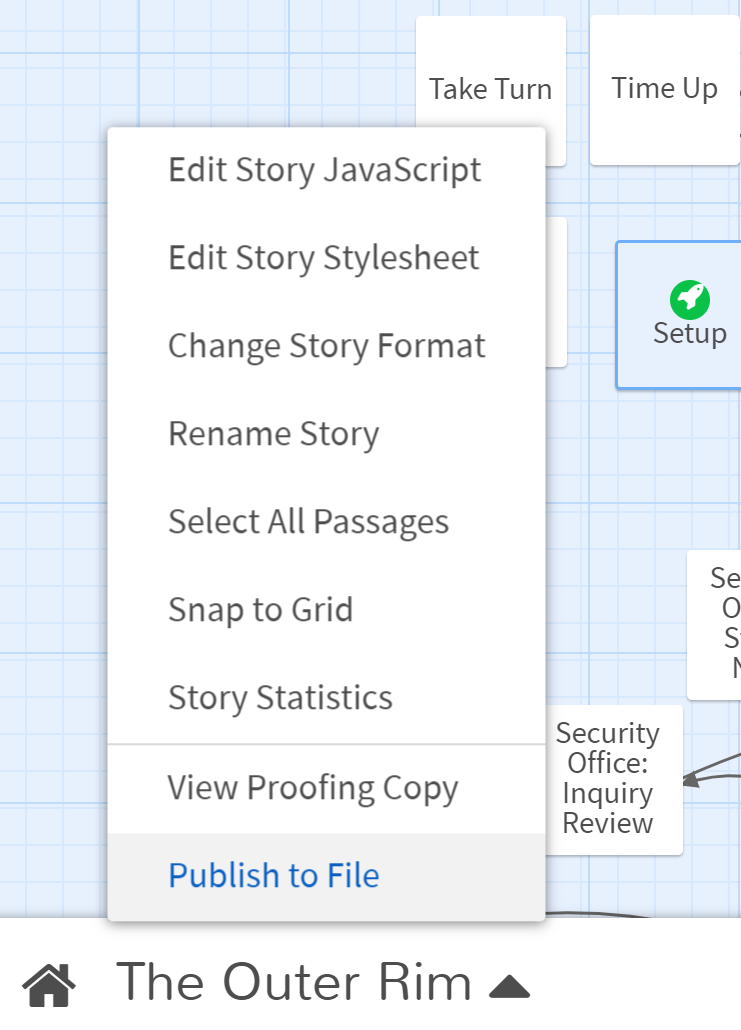 Take Turn
Time Up
Edit Story JavaScript
Edit Story Stylesheet
Change Story Format
Setup
Rename Story
Select All Passages
Snap to Grid
Story Statistics
Security
Office:
Inquiry
Review
View Proofing Copy
Publish to File
The Outer Rim